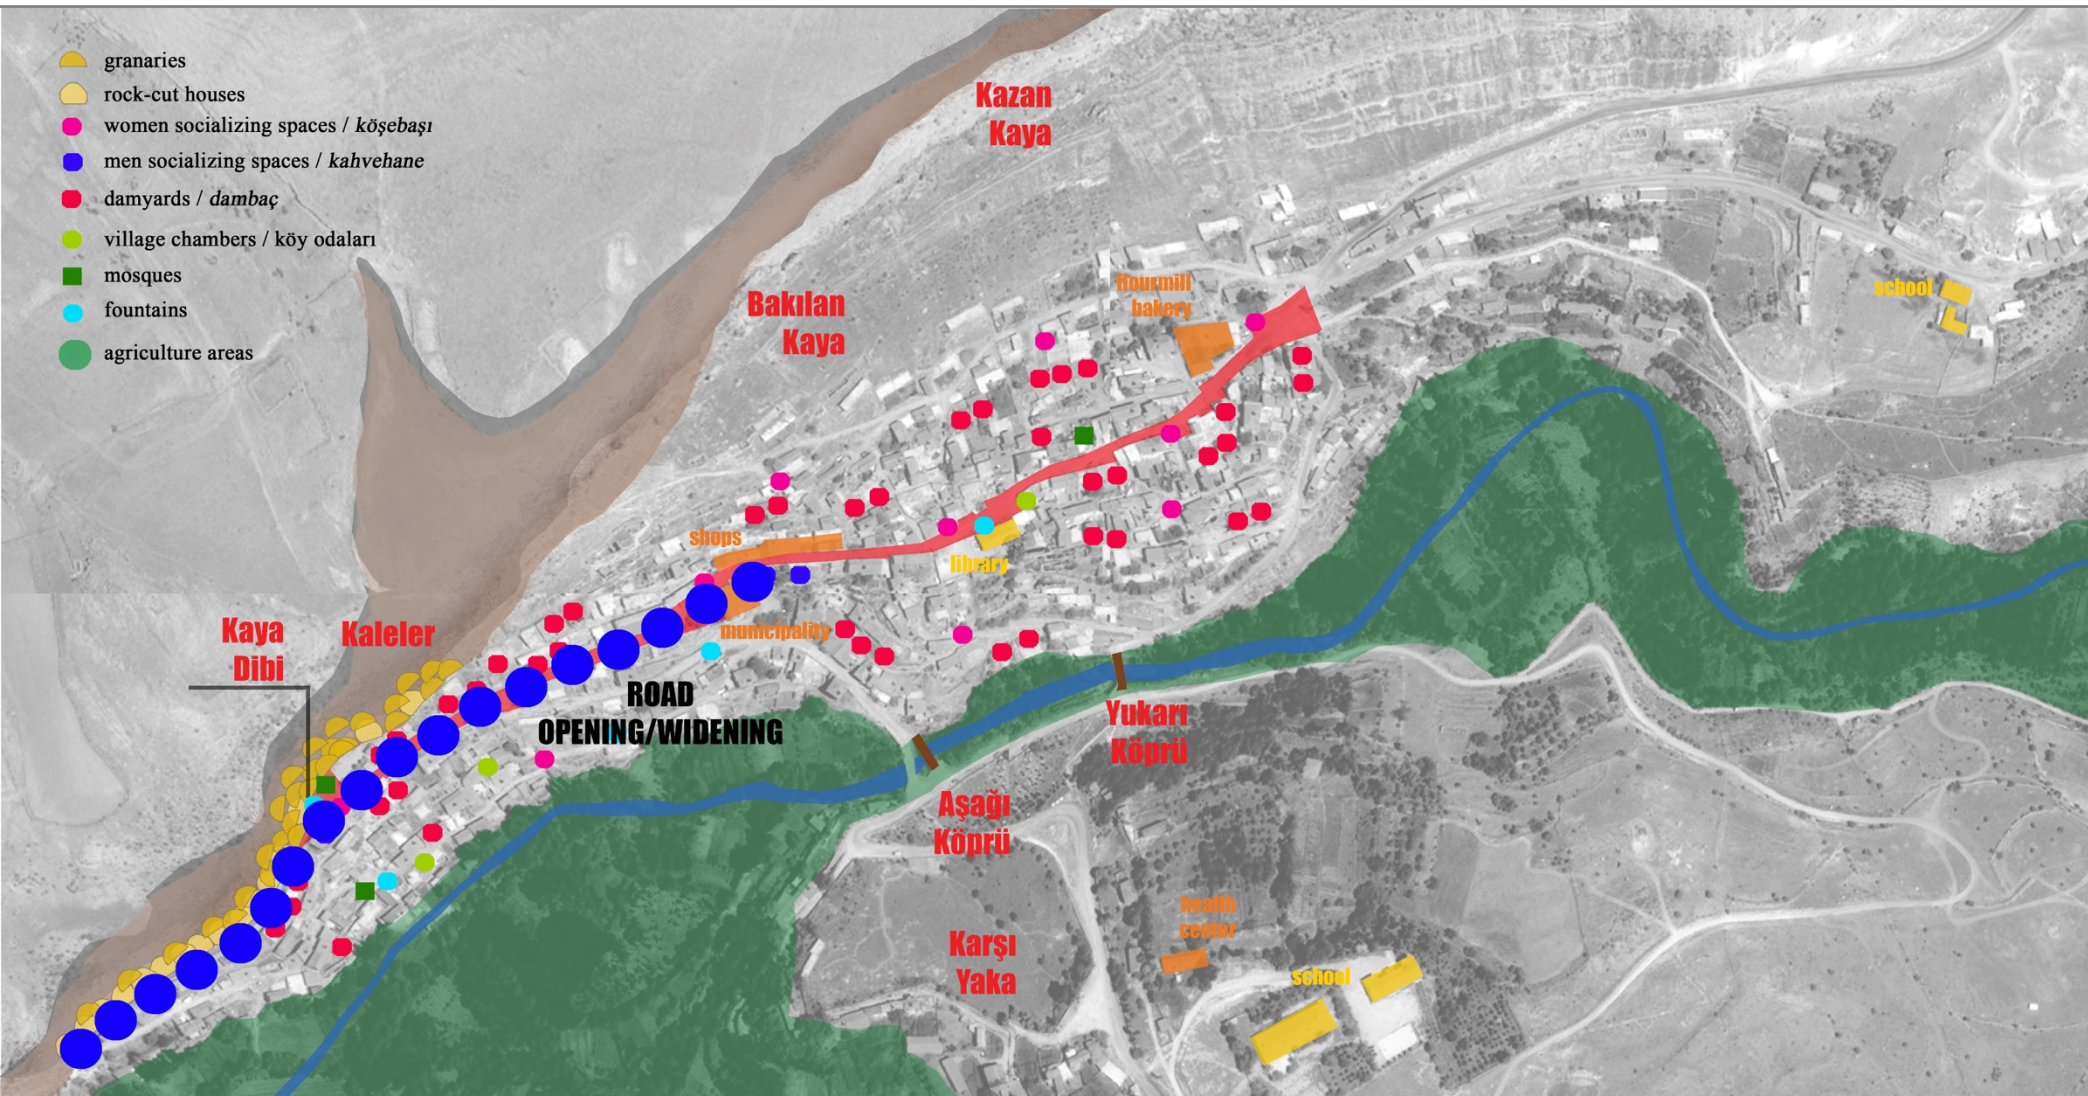 granaries
rock-cut houses
women socializing spaces / köşebaşı
men socializing spaces / kahvehane
damyards / dambaç
village chambers / köy odaları
mosques
fountains
agriculture areas
Kazan
Kaya
Bakılan
Kaya
flourmill
bakery
school
shops
library
municipality
Kaya
Dibi
Kaleler
ROAD
OPENING/WIDENING
Yukarı
Köprü
Aşağı
Köprü
Karşı
Yaka
health
center
school